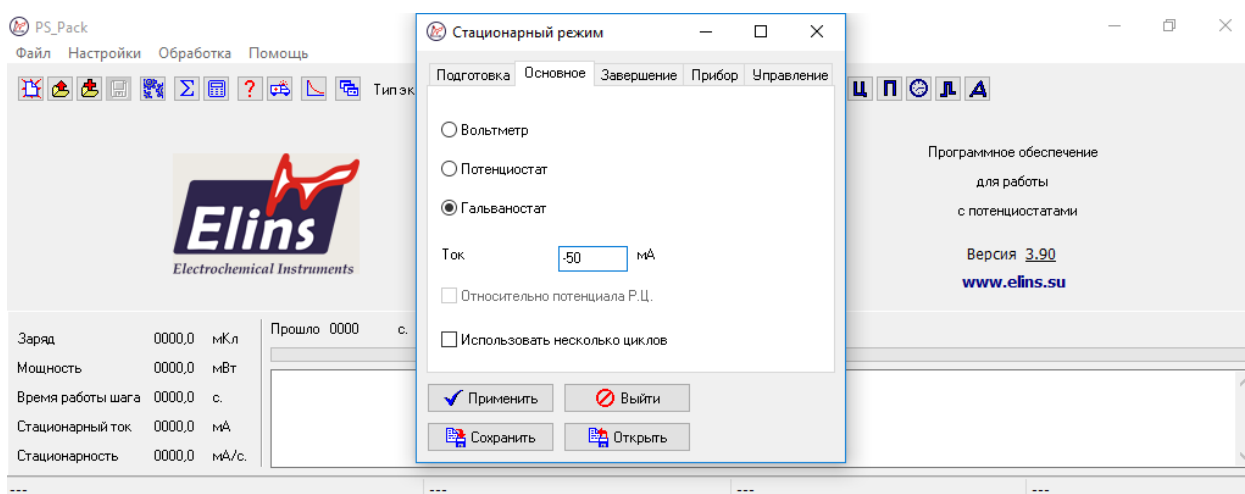 PS_Pack
Файл Настройки Обработка Помощь
Тип эк
Elins
Electrochemical Instruments
Стационарный режим
Подготовка Основное Завершение Прибор Управление
Вольтметр
Потенциостат
Гальваностат
Ток -50 мА
Относительно потенциала Р.Ц.
Использовать несколько циклов
Применить Выйти
Сохранить Открыть
Ц П Д
Программное обеспечение
для работы
с потенциостатами
Версия 3.90
www.elins.su
Заряд 0000,0 мКл
Мощность 0000,0 мВт
Время работы шага 0000,0 с.
Стационарный ток 0000,0 мА
Стационарность 0000,0 мА/с.
Прошло 0000 с.
--- --- --- ---